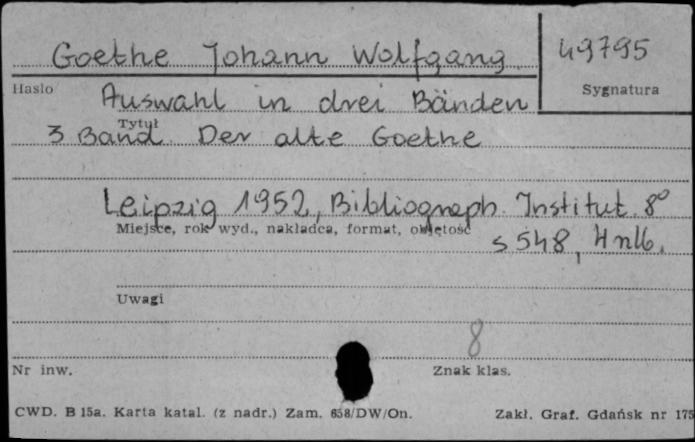 Goethe Johann Wolfgang
49795
Hasło
Sygnatura
Auswahl in drei Bänden
Tytuł
3 Band. Der alte Goethe
Leipzig 1952, Bibliograph. Institut. 8°
Miejsce, rok wyd., nakładca, format, objętość
s 548, 4 nlb.
Uwagi
8
Nr inw.
Znak klas.
CWD. B 15a. Karta katal. (z nadr.) Zam. 658/DW/On.
Zakł. Graf. Gdańsk nr 175